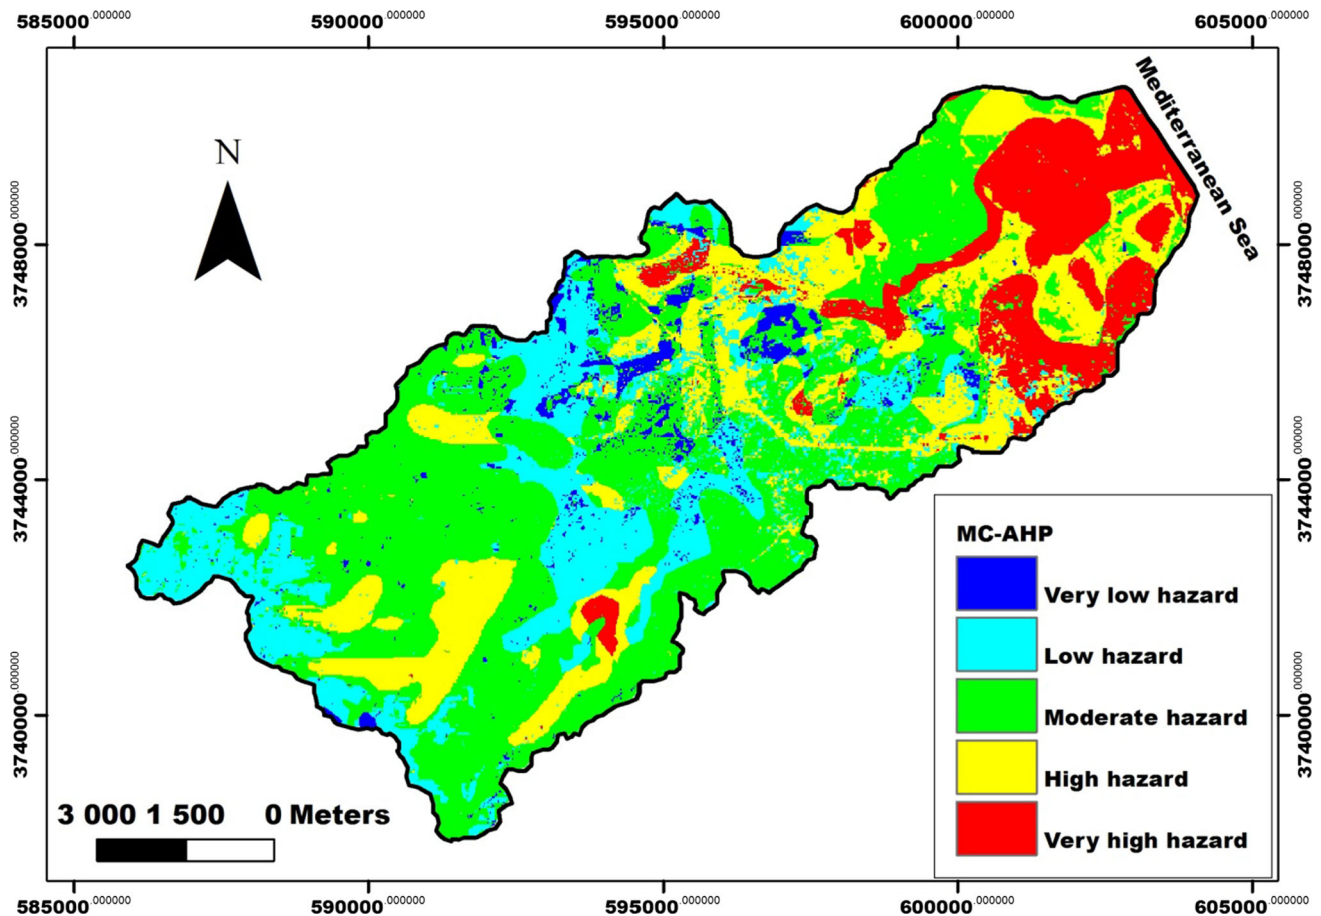 585000.000000 590000.000000 595000.000000 600000.000000 605000.000000
Mediterranean Sea
N
3748000.000000 3748000.000000
3744000.000000 3744000.000000
3740000.000000 3740000.000000
MC-AHP
Very low hazard
Low hazard
Moderate hazard
High hazard
Very high hazard
3 000 1 500 0 Meters
585000.000000 590000.000000 595000.000000 600000.000000 605000.000000